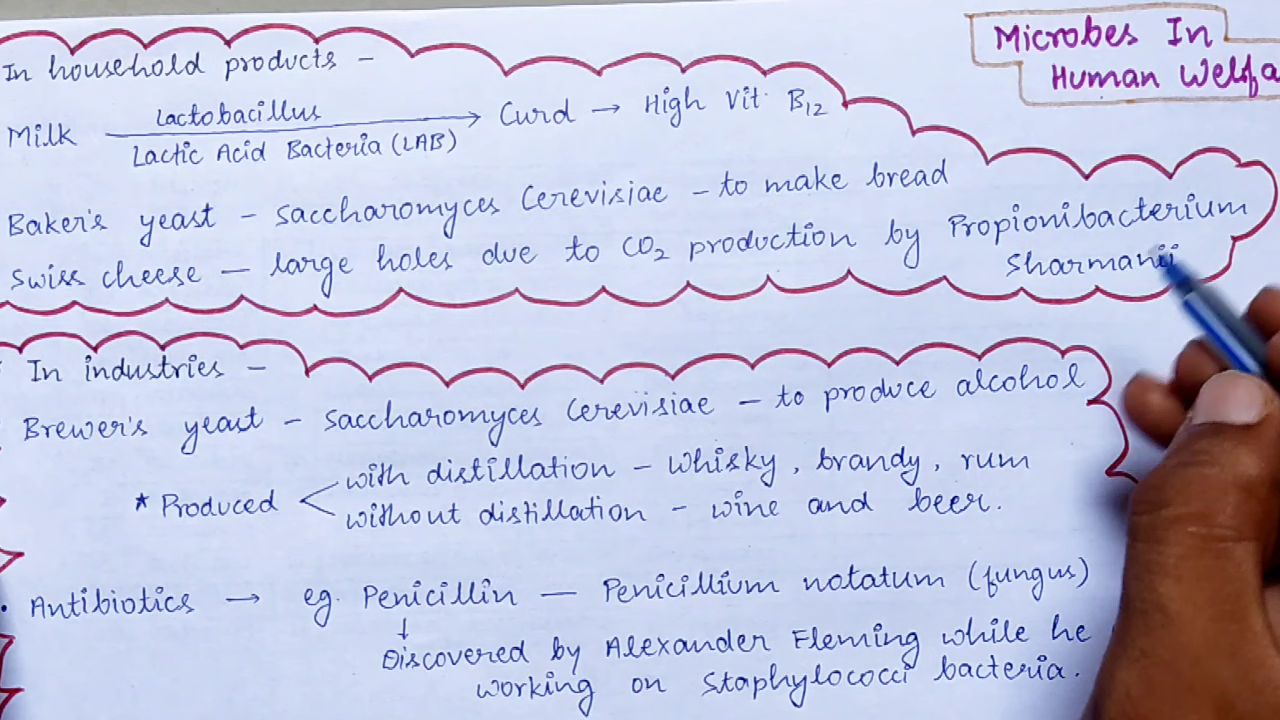 Microbes In
Human Welfa
In household products -
Milk Lactobacillus → Curd → High Vit. B12
Lactic Acid Bacteria (LAB)
Baker's yeast - saccharomyces Cerevisiae - to make bread
Swiss cheese - large holes due to CO2 production by Propionibacterium
Sharmanii
In industries -
Brewer's yeast - saccharomyces Cerevisiae - to produce alcohol
* Produced with distillation - whisky, brandy, rum
without distillation - wine and beer.
• Antibiotics → eg. Penicillin - Penicillium notatum (fungus)
↓
Discovered by Alexander Fleming while he
working on Staphylococci bacteria.